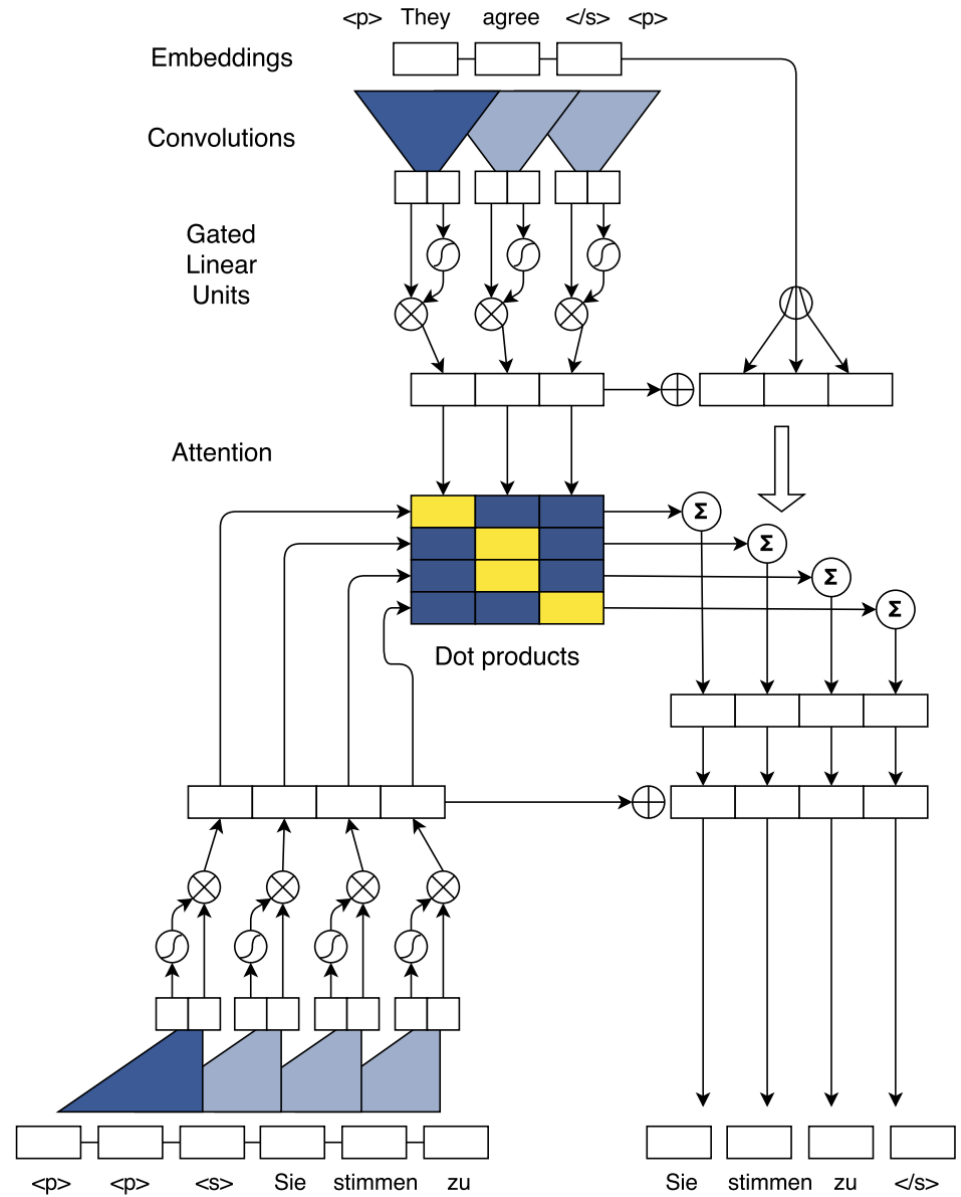 <p> They agree </s> <p>
Embeddings
Convolutions
Gated
Linear
Units
Attention
Σ
Σ
Σ
Σ
Dot products
<p> <p> <s> Sie stimmen zu
Sie stimmen zu </s>